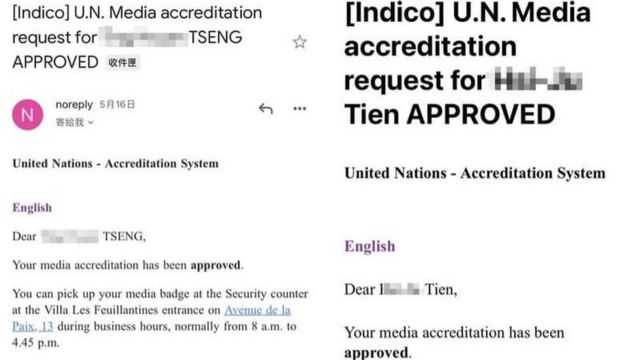 [Indico] U.N. Media accreditation
request for TSENG
APPROVED 收件匣
N
noreply 5月16日
寄給我
United Nations - Accreditation System
English
Dear TSENG,
Your media accreditation has been approved.
You can pick up your media badge at the Security counter
at the Villa Les Feuillantines entrance on Avenue de la
Paix, 13 during business hours, normally from 8 a.m. to
4.45 p.m.
[Indico] U.N. Media
accreditation
request for
Tien APPROVED
United Nations - Accreditation System
English
Dear Tien,
Your media accreditation has been
approved.